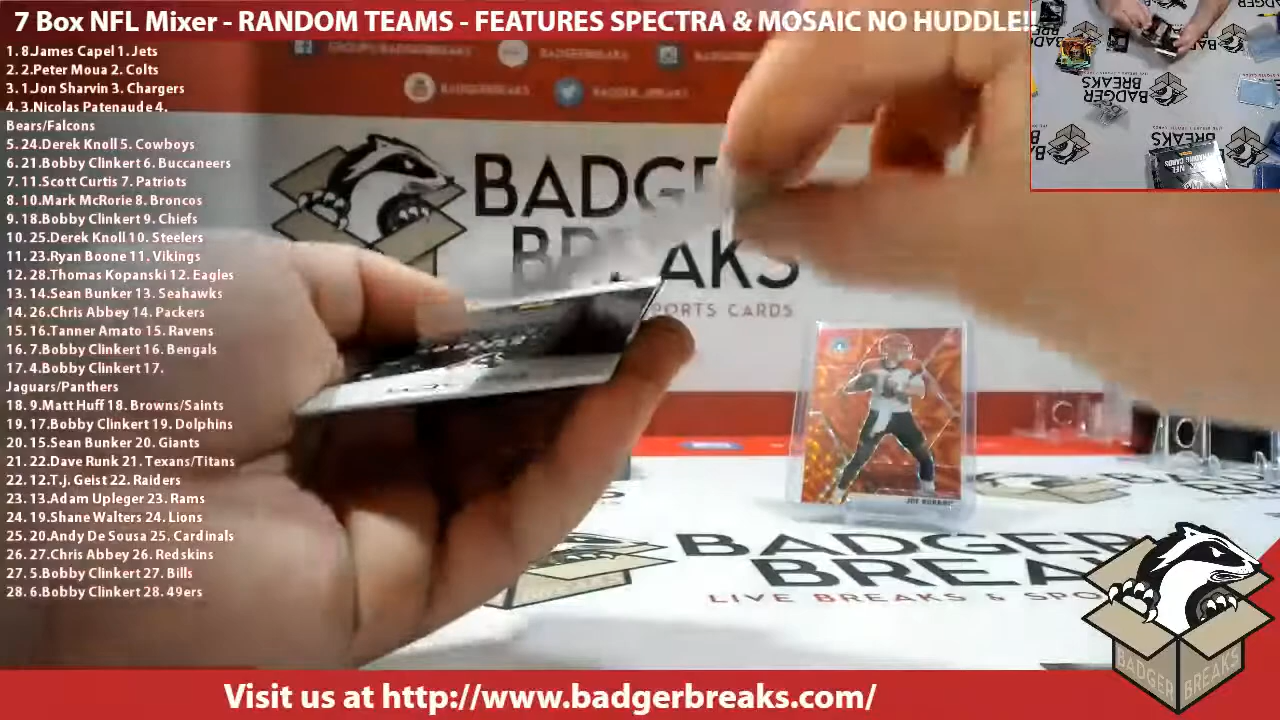 7 Box NFL Mixer - RANDOM TEAMS - FEATURES SPECTRA & MOSAIC NO HUDDLE!!
1. 8.James Capel 1. Jets
2. 2.Peter Moua 2. Colts
3. 1.Jon Sharvin 3. Chargers
4. 3.Nicolas Patenaude 4.
Bears/Falcons
5. 24.Derek Knoll 5. Cowboys
6. 21.Bobby Clinkert 6. Buccaneers
7. 11.Scott Curtis 7. Patriots
8. 10.Mark McRorie 8. Broncos
9. 18.Bobby Clinkert 9. Chiefs
10. 25.Derek Knoll 10. Steelers
11. 23.Ryan Boone 11. Vikings
12. 28.Thomas Kopanski 12. Eagles
13. 14.Sean Bunker 13. Seahawks
14. 26.Chris Abbey 14. Packers
15. 16.Tanner Amato 15. Ravens
16. 7.Bobby Clinkert 16. Bengals
17. 4.Bobby Clinkert 17.
Jaguars/Panthers
18. 9.Matt Huff 18. Browns/Saints
19. 17.Bobby Clinkert 19. Dolphins
20. 15.Sean Bunker 20. Giants
21. 22.Dave Runk 21. Texans/Titans
22. 12.T.j. Geist 22. Raiders
23. 13.Adam Upleger 23. Rams
24. 19.Shane Walters 24. Lions
25. 20.Andy De Sousa 25. Cardinals
26. 27.Chris Abbey 26. Redskins
27. 5.Bobby Clinkert 27. Bills
28. 6.Bobby Clinkert 28. 49ers
BADGE
BREAKS
PORTS CARDS
JOE BURROW
BADGER
BREA
LIVE BREAKS & SPO
BADGER BREAKS
BADGER
BREAKS
Visit us at http://www.badgerbreaks.com/